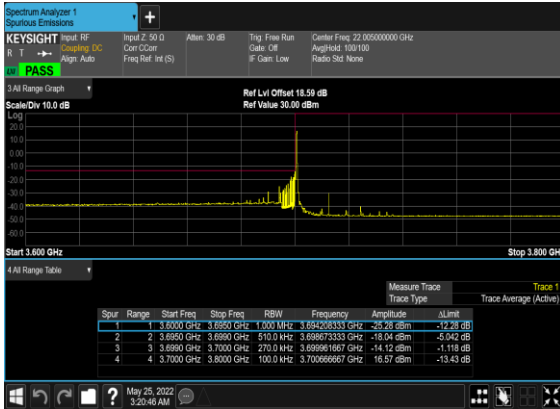 Spectrum Analyzer 1
Spurious Emissions
KEYSIGHT
R T
PASS
Input: RF
Coupling: DC
Align: Auto
Input Z: 50 Ω
Corr CCorr
Freq Ref: Int (S)
Atten: 30 dB
Trig: Free Run
Gate: Off
IF Gain: Low
Center Freq: 22.005000000 GHz
Avg|Hold: 100/100
Radio Std: None
3 All Range Graph
Scale/Div 10.0 dB
Ref Lvl Offset 18.59 dB
Ref Value 30.00 dBm
Log
20.0
10.0
0.00
-10.0
-20.0
-30.0
-40.0
-50.0
-60.0
Start 3.600 GHz
Stop 3.800 GH
4 All Range Table
Measure Trace Trace 1
Trace Type Trace Average (Active)
Spur Range Start Freq Stop Freq RBW Frequency Amplitude ΔLimit
1 1 3.6000 GHz 3.6950 GHz 1.000 MHz 3.694208333 GHz -25.28 dBm -12.28 dB
2 2 3.6950 GHz 3.6990 GHz 510.0 kHz 3.698673333 GHz -18.04 dBm -5.042 dB
3 3 3.6990 GHz 3.7000 GHz 270.0 kHz 3.699961667 GHz -14.12 dBm -1.118 dB
4 4 3.7000 GHz 3.8000 GHz 100.0 kHz 3.700666667 GHz 16.57 dBm -13.43 dB
May 25, 2022
3:20:46 AM